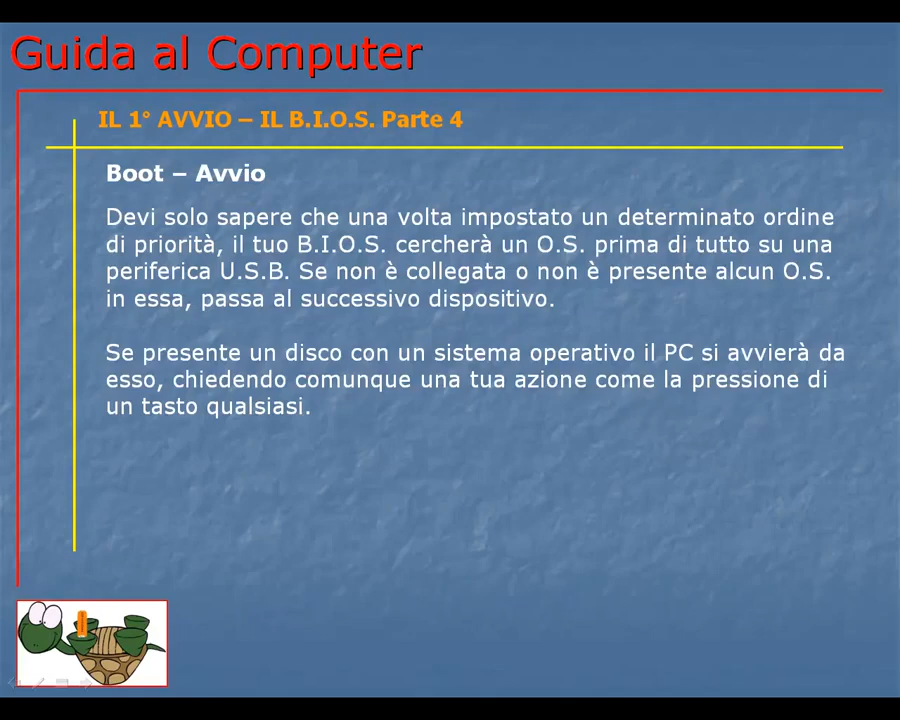 Guida al Computer
IL 1° AVVIO – IL B.I.O.S. Parte 4
Boot – Avvio
Devi solo sapere che una volta impostato un determinato ordine
di priorità, il tuo B.I.O.S. cercherà un O.S. prima di tutto su una
periferica U.S.B. Se non è collegata o non è presente alcun O.S.
in essa, passa al successivo dispositivo.
Se presente un disco con un sistema operativo il PC si avvierà da
esso, chiedendo comunque una tua azione come la pressione di
un tasto qualsiasi.